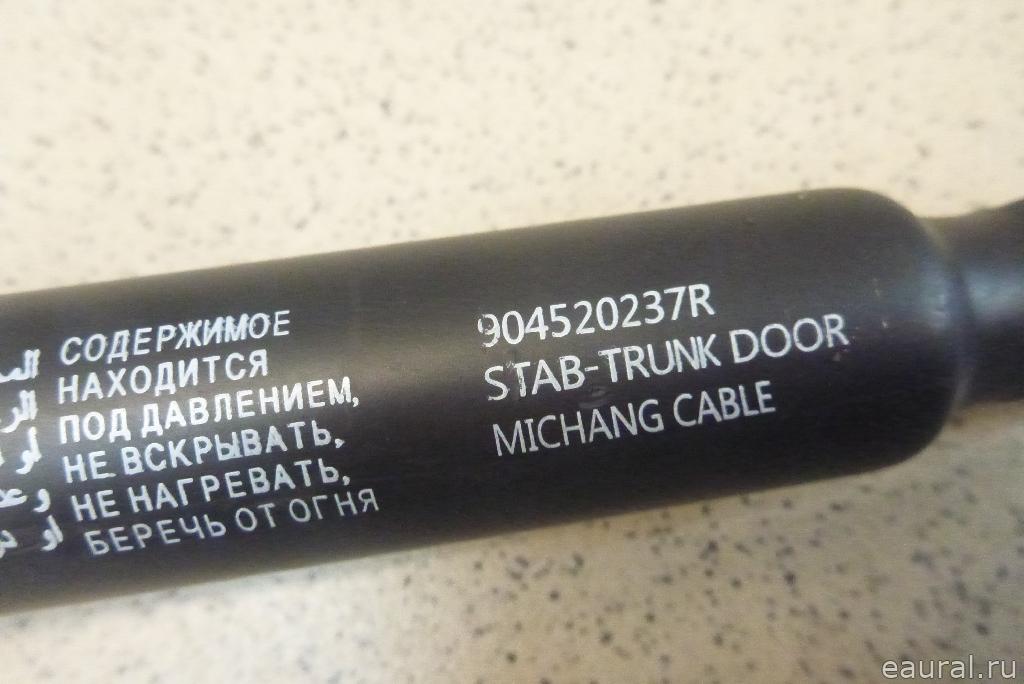 СОДЕРЖИМОЕ
НАХОДИТСЯ
ПОД ДАВЛЕНИЕМ,
НЕ ВСКРЫВАТЬ,
НЕ НАГРЕВАТЬ,
БЕРЕЧЬ ОТ ОГНЯ
904520237R
STAB-TRUNK DOOR
MICHANG CABLE
eaural.ru